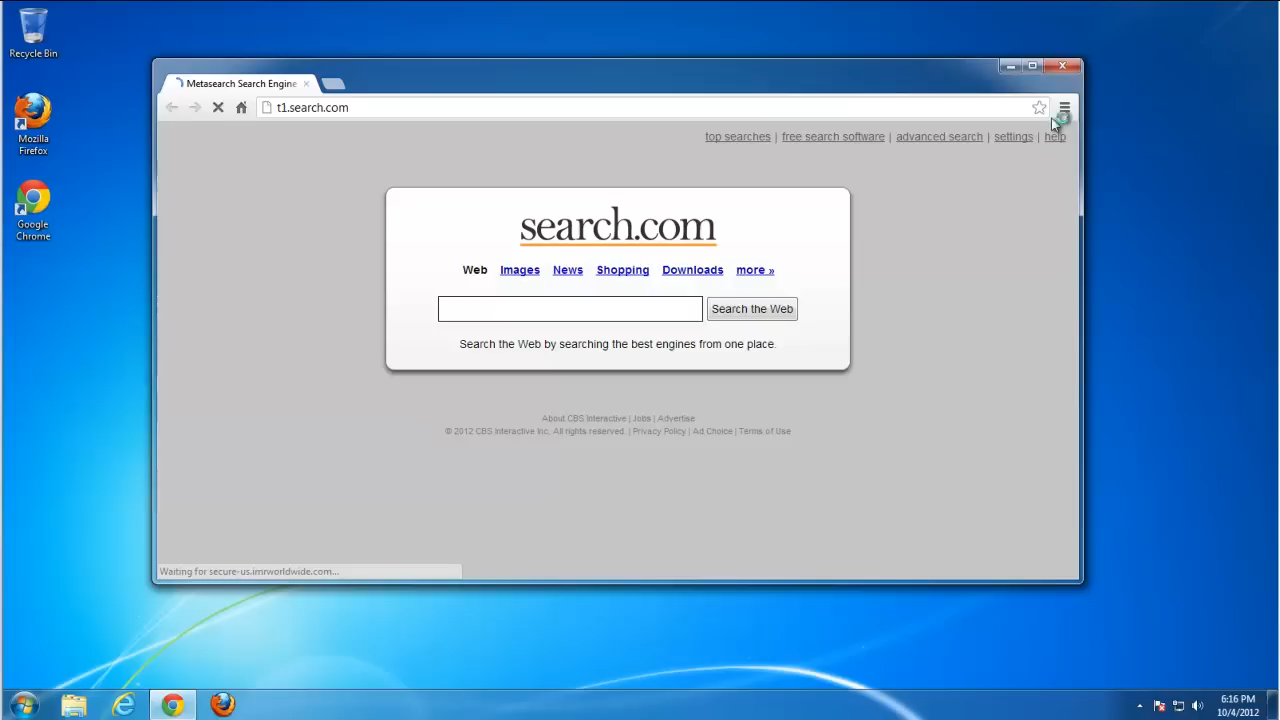 Recycle Bin
Mozilla
Firefox
Google
Chrome
Metasearch Search Engine
t1.search.com
top searches | free search software | advanced search | settings | help
search.com
Web Images News Shopping Downloads more »
Search the Web
Search the Web by searching the best engines from one place.
About CBS Interactive | Jobs | Advertise
© 2012 CBS Interactive Inc. All rights reserved. | Privacy Policy | Ad Choice | Terms of Use
Waiting for secure-us.imrworldwide.com...
6:16 PM
10/4/2012